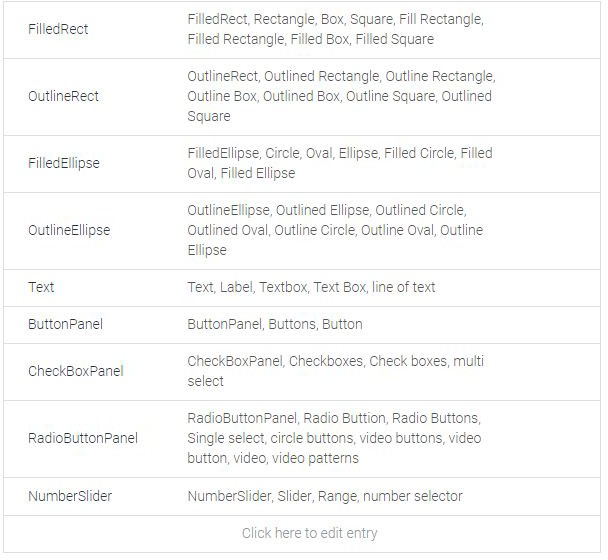 FilledRect
FilledRect, Rectangle, Box, Square, Fill Rectangle,
Filled Rectangle, Filled Box, Filled Square
OutlineRect
OutlineRect, Outlined Rectangle, Outline Rectangle,
Outline Box, Outlined Box, Outline Square, Outlined
Square
FilledEllipse
FilledEllipse, Circle, Oval, Ellipse, Filled Circle, Filled
Oval, Filled Ellipse
OutlineEllipse
OutlineEllipse, Outlined Ellipse, Outlined Circle,
Outlined Oval, Outline Circle, Outline Oval, Outline
Ellipse
Text
Text, Label, Textbox, Text Box, line of text
ButtonPanel
ButtonPanel, Buttons, Button
CheckBoxPanel
CheckBoxPanel, Checkboxes, Check boxes, multi
select
RadioButtonPanel
RadioButtonPanel, Radio Buttion, Radio Buttons,
Single select, circle buttons, video buttons, video
button, video, video patterns
NumberSlider
NumberSlider, Slider, Range, number selector
Click here to edit entry